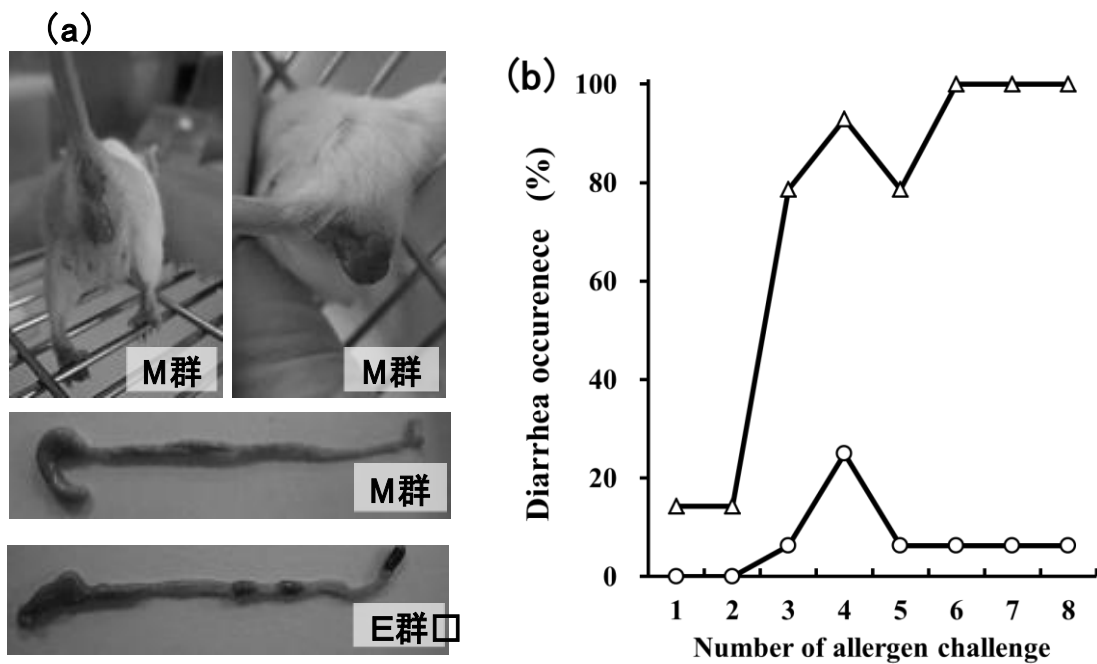 (a)
M群
M群
M群
E群□
(b)
Diarrhea occurenece (%)
100
80
60
40
20
0
1 2 3 4 5 6 7 8
Number of allergen challenge